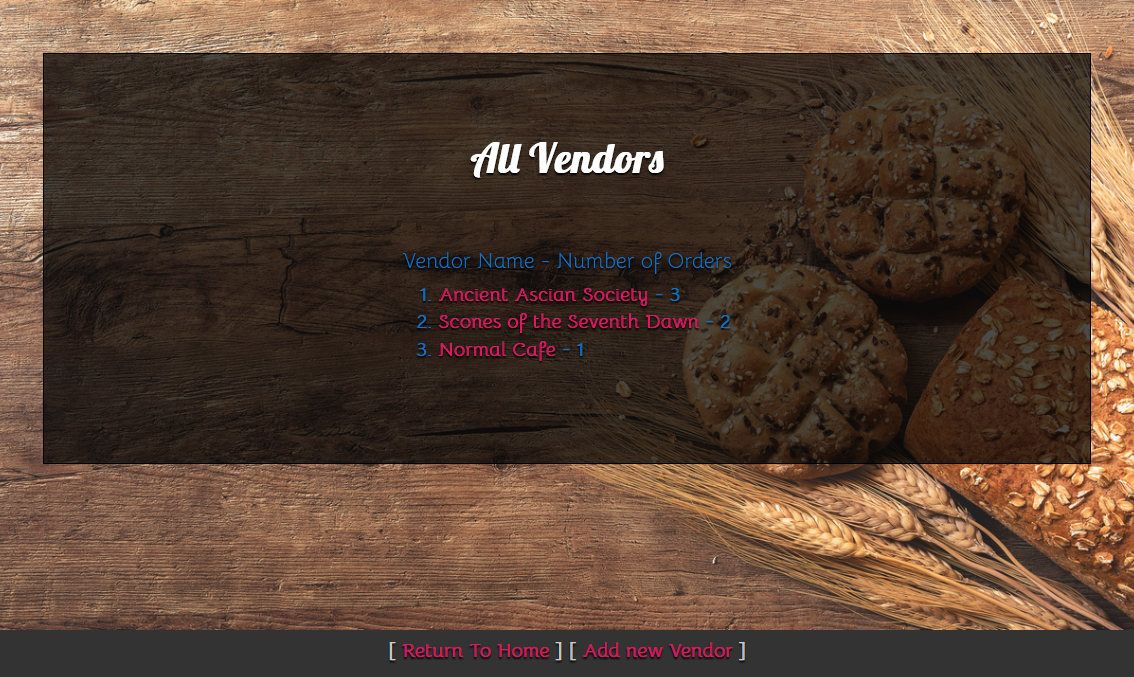 All Vendors
Vendor Name - Number of Orders
1. Ancient Ascian Society - 3
2. Scones of the Seventh Dawn - 2
3. Normal Cafe - 1
[ Return To Home ] [ Add new Vendor ]